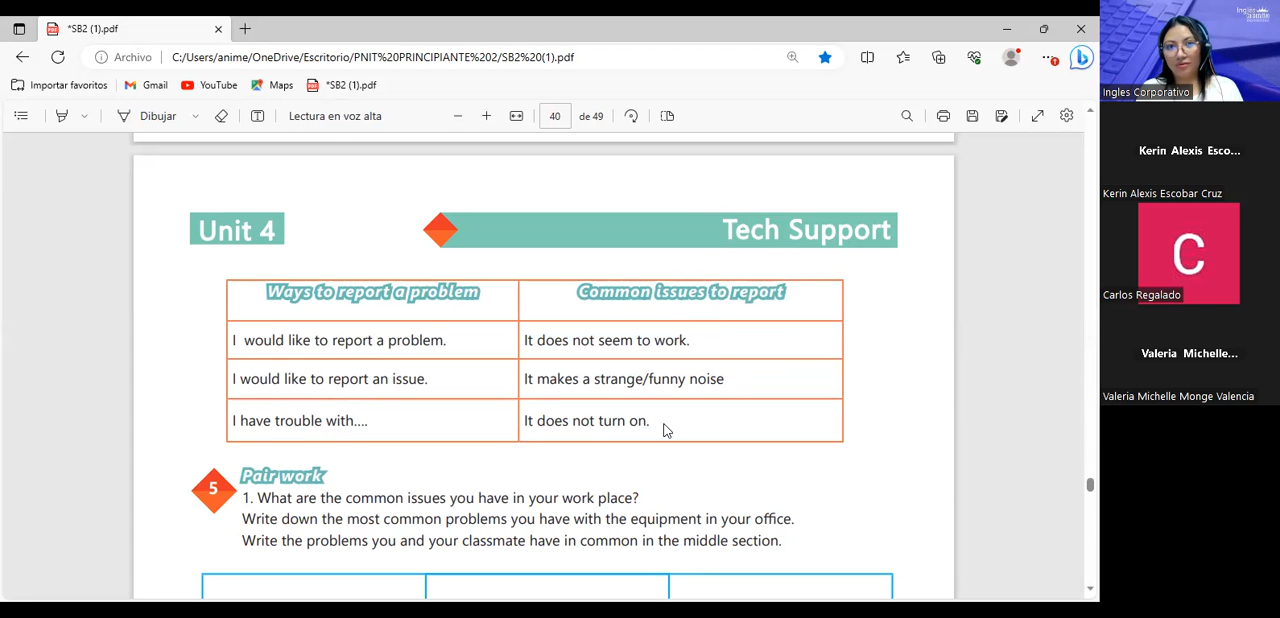 *SB2 (1).pdf
Archivo
C:/Users/anime/OneDrive/Escritorio/PNIT%20PRINCIPIANTE%202/SB2%20(1).pdf
Importar favoritos
Gmail
YouTube
Maps
*SB2 (1).pdf
Dibujar
Lectura en voz alta
40
de 49
Unit 4
Tech Support
Ways to report a problem
Common issues to report
I would like to report a problem.
It does not seem to work.
I would like to report an issue.
It makes a strange/funny noise
I have trouble with....
It does not turn on.
5
Pair work
1. What are the common issues you have in your work place?
Write down the most common problems you have with the equipment in your office.
Write the problems you and your classmate have in common in the middle section.
Ingles Corporativo
Kerin Alexis Esco...
Kerin Alexis Escobar Cruz
C
Carlos Regalado
Valeria Michelle...
Valeria Michelle Monge Valencia